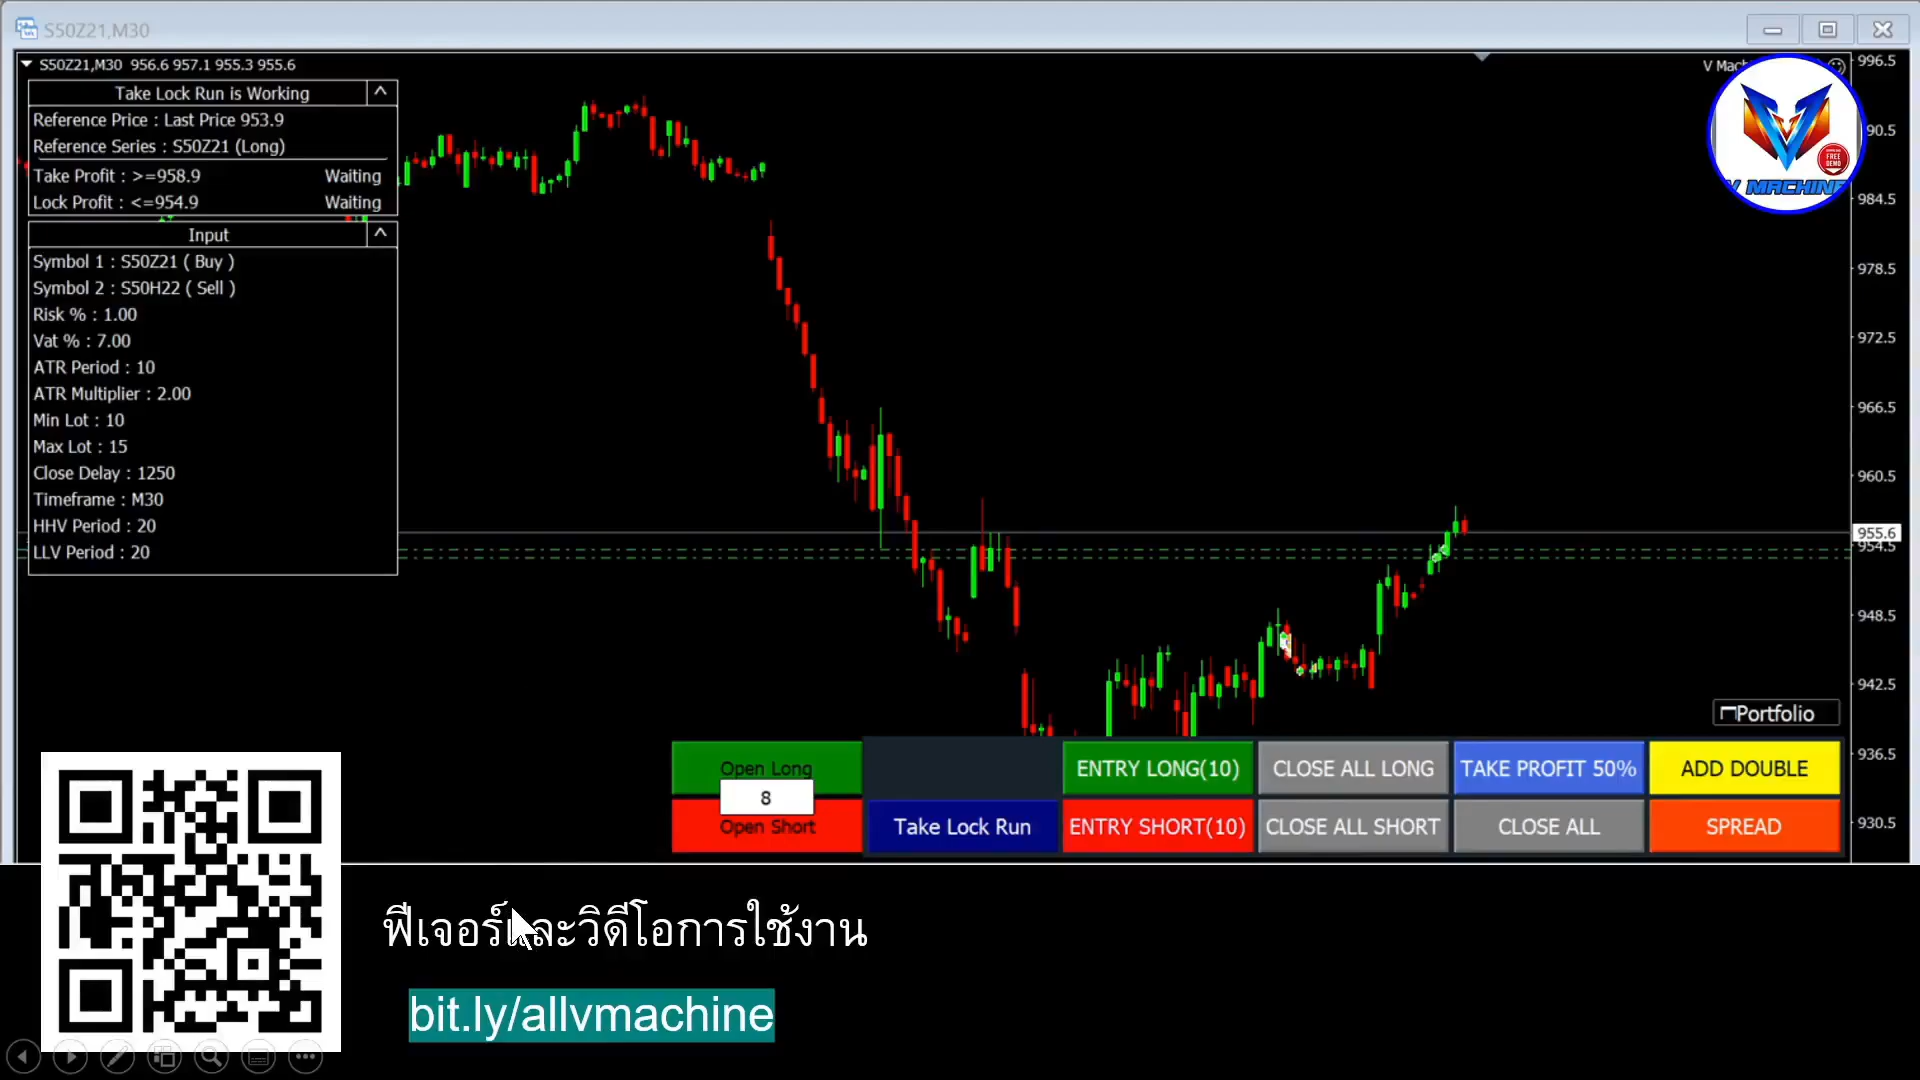 S50Z21,M30
S50Z21,M30 956.6 957.1 955.3 955.6
Take Lock Run is Working
Reference Price : Last Price 953.9
Reference Series : S50Z21 (Long)
Take Profit : >=958.9 Waiting
Lock Profit : <=954.9 Waiting
Input
Symbol 1 : S50Z21 ( Buy )
Symbol 2 : S50H22 ( Sell )
Risk % : 1.00
Vat % : 7.00
ATR Period : 10
ATR Multiplier : 2.00
Min Lot : 10
Max Lot : 15
Close Delay : 1250
Timeframe : M30
HHV Period : 20
LLV Period : 20
V MACHINE
FREE
DEMO
996.5
90.5
984.5
978.5
972.5
966.5
960.5
955.6
954.5
948.5
942.5
936.5
930.5
Portfolio
Open Long
8
Open Short
Take Lock Run
ENTRY LONG(10)
ENTRY SHORT(10)
CLOSE ALL LONG
CLOSE ALL SHORT
TAKE PROFIT 50%
CLOSE ALL
ADD DOUBLE
SPREAD
ฟีเจอร์และวิดีโอการใช้งาน
bit.ly/allvmachine